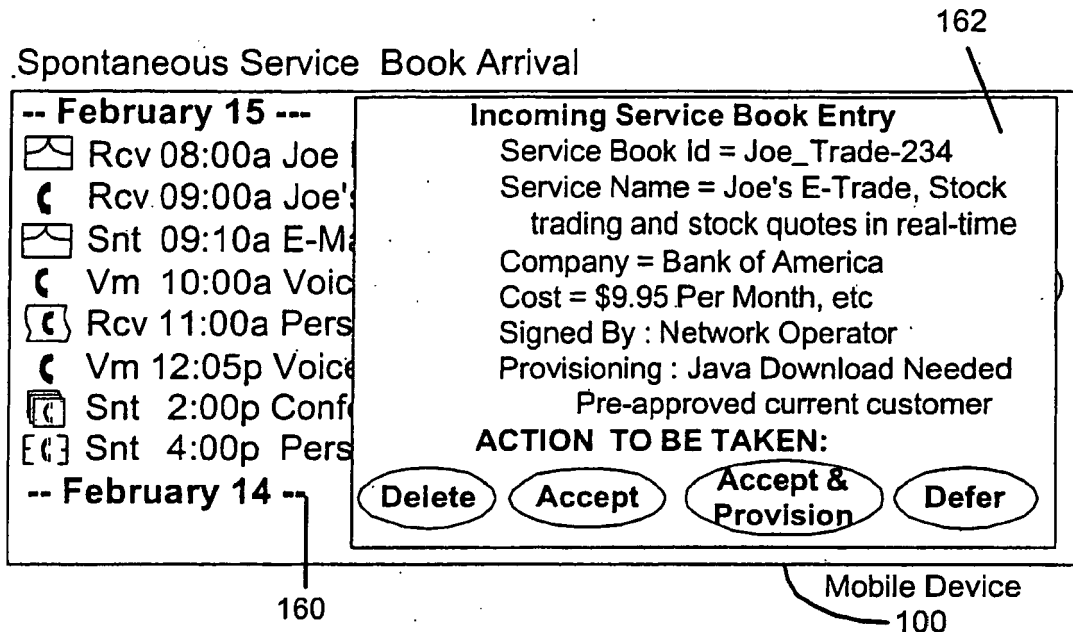 162
Spontaneous Service Book Arrival
-- February 15 ---
Rcv 08:00a Joe
Rcv 09:00a Joe's
Snt 09:10a E-Ma
Vm 10:00a Voic
Rcv 11:00a Pers
Vm 12:05p Voice
Snt 2:00p Confe
Snt 4:00p Pers
-- February 14 --
Incoming Service Book Entry
Service Book Id = Joe_Trade-234
Service Name = Joe's E-Trade, Stock
trading and stock quotes in real-time
Company = Bank of America
Cost = $9.95 Per Month, etc
Signed By : Network Operator
Provisioning : Java Download Needed
Pre-approved current customer
ACTION TO BE TAKEN:
Delete
Accept
Accept &
Provision
Defer
160
Mobile Device
100